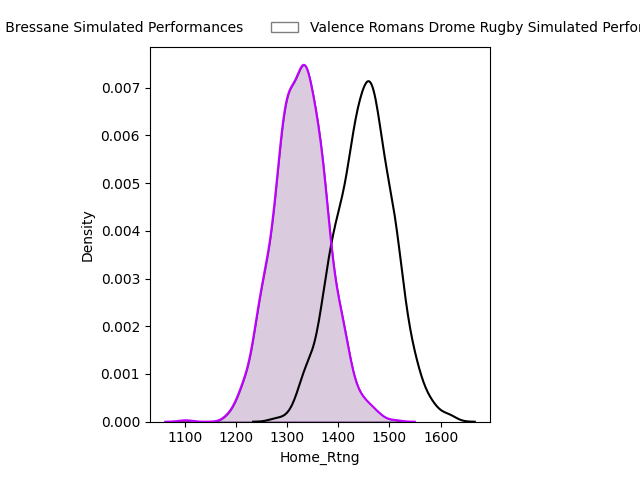 Bressane Simulated Performances
Valence Romans Drome Rugby Simulated Perfor
0.007
0.006
0.005
0.004
0.003
0.002
0.001
0.000
Density
1100 1200 1300 1400 1500 1600
Home_Rtng